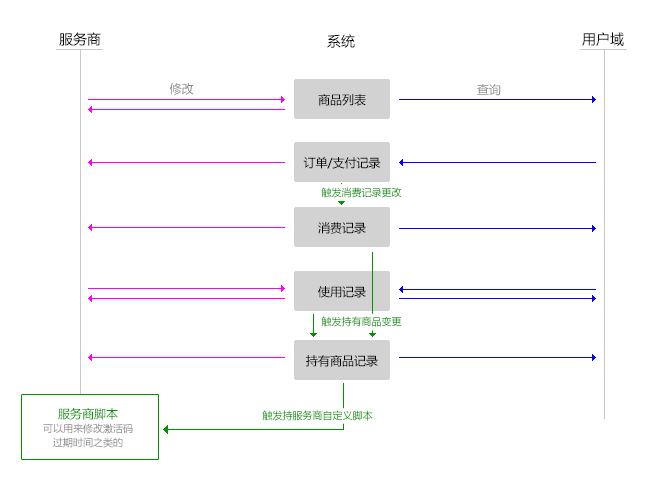 服务商
系统
用户域
修改
商品列表
查询
订单/支付记录
触发消费记录更改
消费记录
使用记录
触发持有商品变更
持有商品记录
触发持服务商自定义脚本
服务商脚本
可以用来修改激活码
过期时间之类的